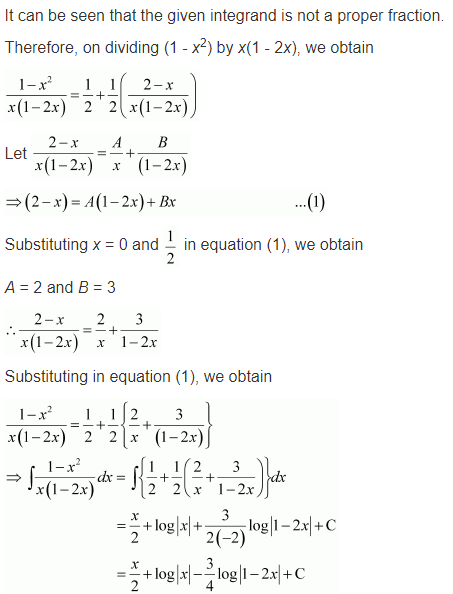 It can be seen that the given integrand is not a proper fraction.
Therefore, on dividing (1 - x²) by x(1 - 2x), we obtain
(1−x²)/(x(1−2x)) = 1/2 + 1/2((2−x)/(x(1−2x)))
Let (2−x)/(x(1−2x)) = A/x + B/(1−2x)
⇒ (2−x) = A(1−2x) + Bx ...(1)
Substituting x = 0 and 1/2 in equation (1), we obtain
A = 2 and B = 3
∴ (2−x)/(x(1−2x)) = 2/x + 3/(1−2x)
Substituting in equation (1), we obtain
(1−x²)/(x(1−2x)) = 1/2 + 1/2{2/x + 3/(1−2x)}
⇒ ∫(1−x²)/(x(1−2x)) dx = ∫{1/2 + 1/2(2/x + 3/(1−2x))}dx
= x/2 + log|x| + 3/(2(−2)) log|1−2x| + C
= x/2 + log|x| − 3/4 log|1−2x| + C